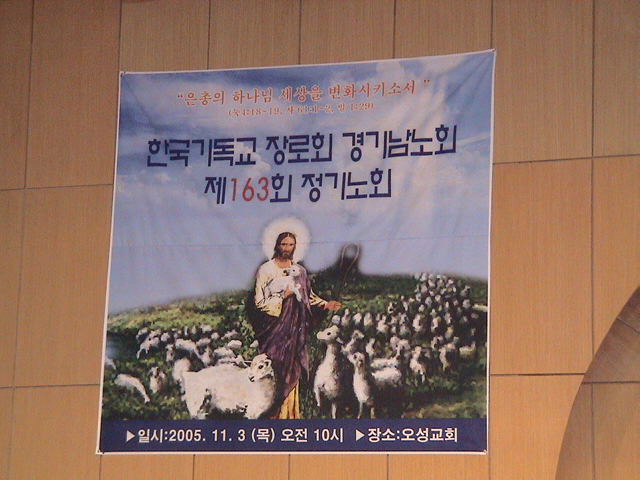 "은총의 하나님 세상을 변화시키소서"
한국기독교 장로회 경기남노회
제163회 정기노회
▶일시:2005. 11. 3 (목) 오전 10시 ▶장소:오성교회